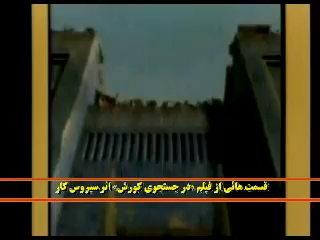 قسمت هائی از فیلم «در جستجوی کورش» اثر سیروس کار